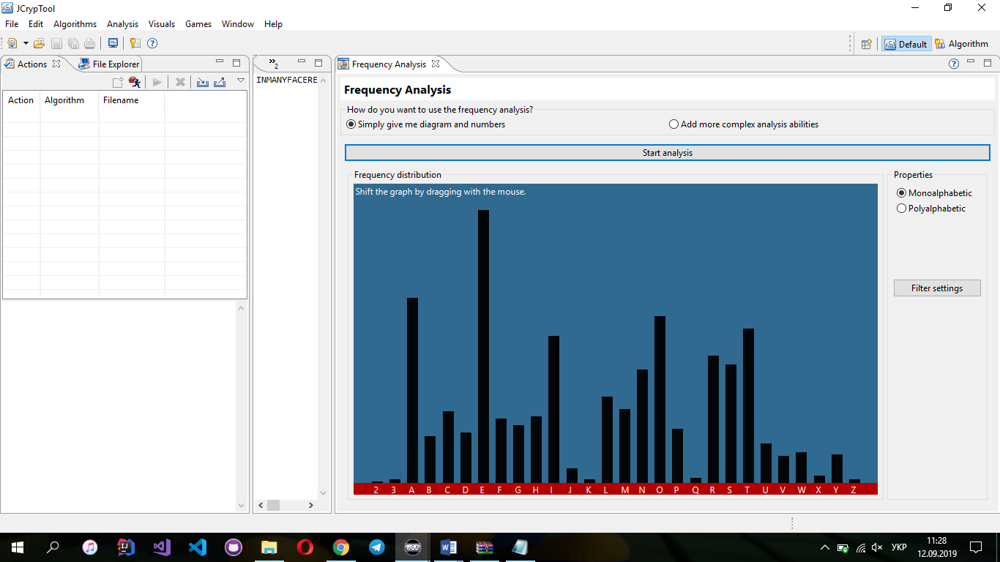 JCrypTool
File Edit Algorithms Analysis Visuals Games Window Help
Default Algorithm
Actions File Explorer
Action Algorithm Filename
»2
INMANYFACERE
Frequency Analysis
Frequency Analysis
How do you want to use the frequency analysis?
Simply give me diagram and numbers Add more complex analysis abilities
Start analysis
Frequency distribution
Shift the graph by dragging with the mouse.
2 3 A B C D E F G H I J K L M N O P Q R S T U V W X Y Z
Properties
Monoalphabetic
Polyalphabetic
Filter settings
УКР
11:28
12.09.2019